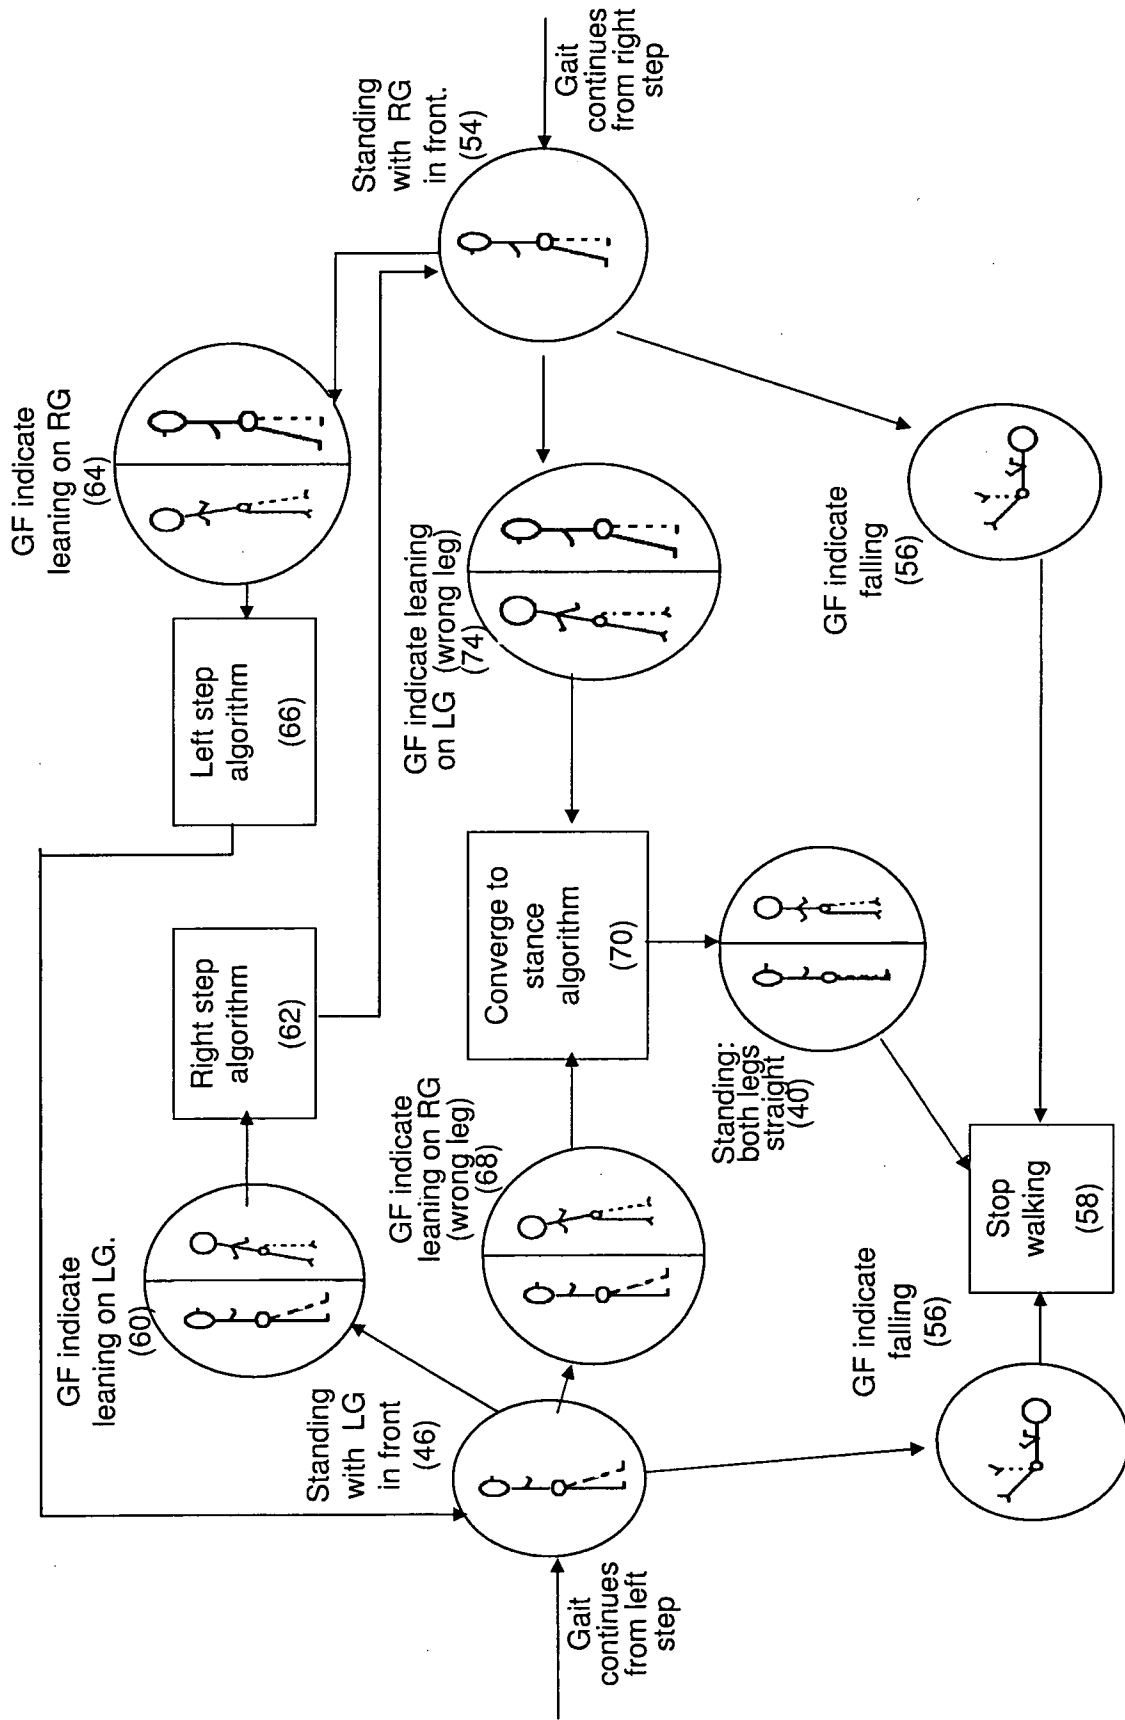 GF indicate
leaning on LG.
(60)
Right step
algorithm
(62)
Left step
algorithm
(66)
GF indicate
leaning on RG
(64)
Standing
with LG
in front
(46)
GF indicate
leaning on RG
(wrong leg)
(68)
Converge to
stance
algorithm
(70)
GF indicate leaning
on LG (wrong leg)
(74)
Standing
with RG
in front.
(54)
Gait
continues
from left
step
Gait
continues
from right
step
Standing:
both legs
straight
(40)
GF indicate
falling
(56)
Stop
walking
(58)
GF indicate
falling
(56)